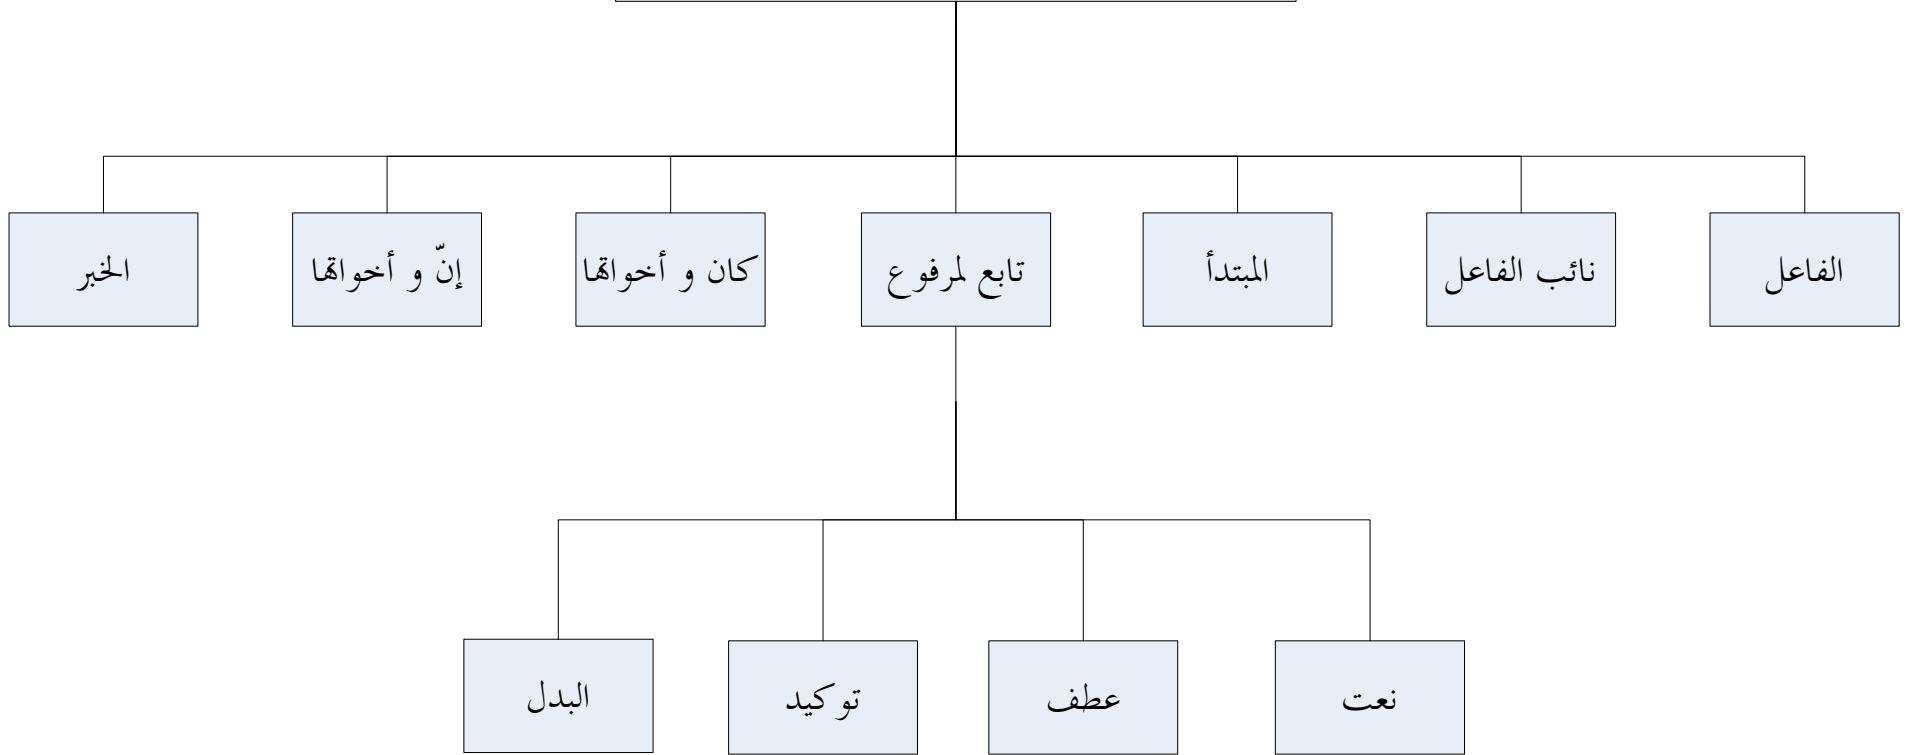 الفاعل
نائب الفاعل
المبتدأ
تابع لمرفوع
كان و أخواتها
إنّ و أخواتها
الخبر
نعت
عطف
توكيد
البدل